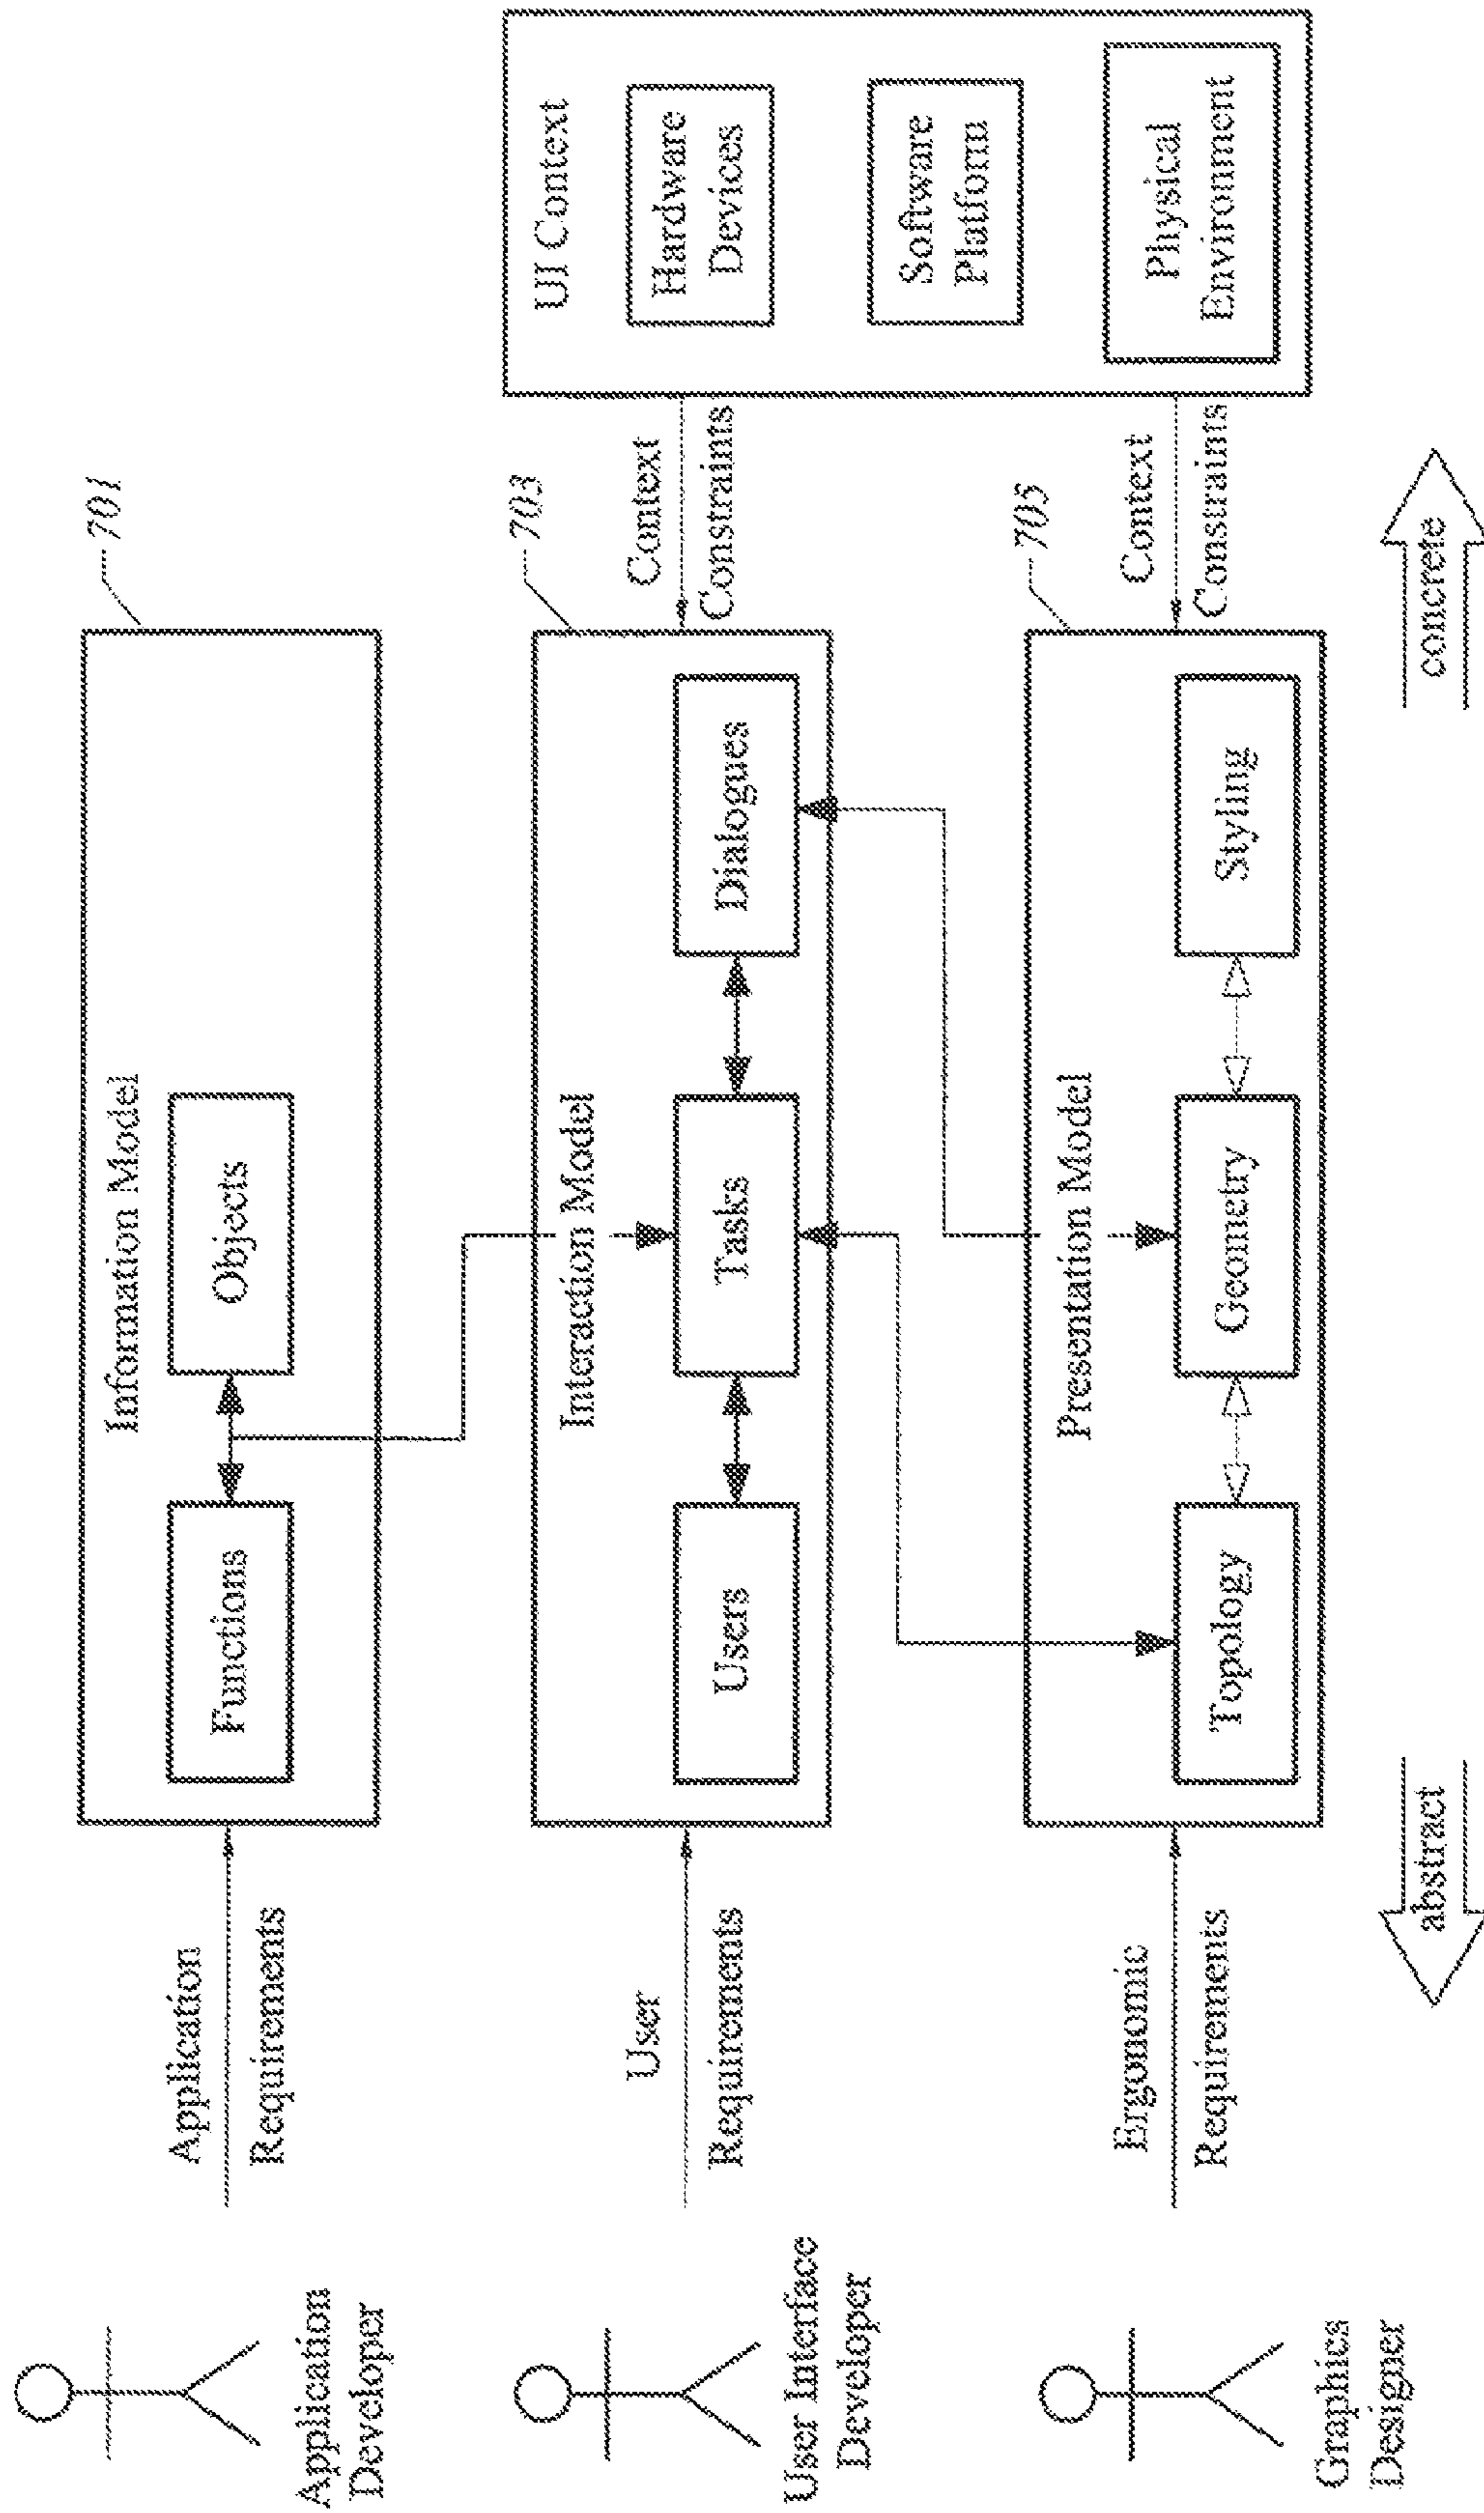 Application
Developer
Application
Requirements
Information Model
701
Functions
Objects
User Interface
Developer
User
Requirements
Interaction Model
703
Users
Tasks
Dialogues
Context
Constraints
Graphics
Designer
Ergonomic
Requirements
Presentation Model
705
Topology
Geometry
Styling
Context
Constraints
UI Context
Hardware
Devices
Software
Platform
Physical
Environment
abstract
concrete